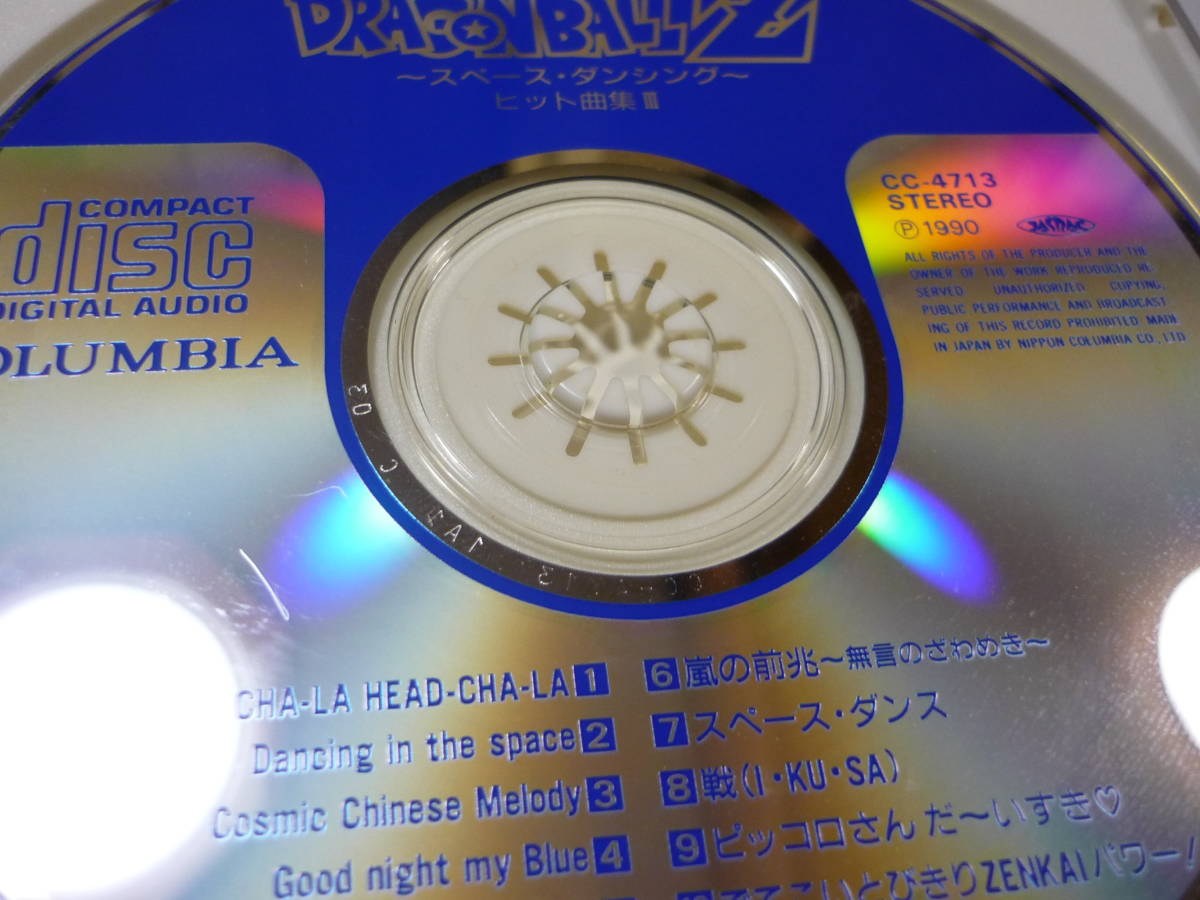 DRAGONBALL Z
～スペース・ダンシング～
ヒット曲集Ⅲ
COMPACT
disc
DIGITAL AUDIO
COLUMBIA
CC-4713
STEREO
Ⓟ1990 JASRAC
ALL RIGHTS OF THE PRODUCER AND THE
OWNER OF THE WORK REPRODUCED RE-
SERVED UNAUTHORIZED COPYING,
PUBLIC PERFORMANCE AND BROADCAST-
ING OF THIS RECORD PROHIBITED. MADE
IN JAPAN BY NIPPON COLUMBIA CO., LTD
CHA-LA HEAD-CHA-LA 1
Dancing in the space 2
Cosmic Chinese Melody 3
Good night my Blue 4
6 嵐の前兆～無言のざわめき～
7 スペース・ダンス
8 戦(I・KU・SA)
9 ピッコロさん だ～いすき♡
でてこいとびきりZENKAIパワー!